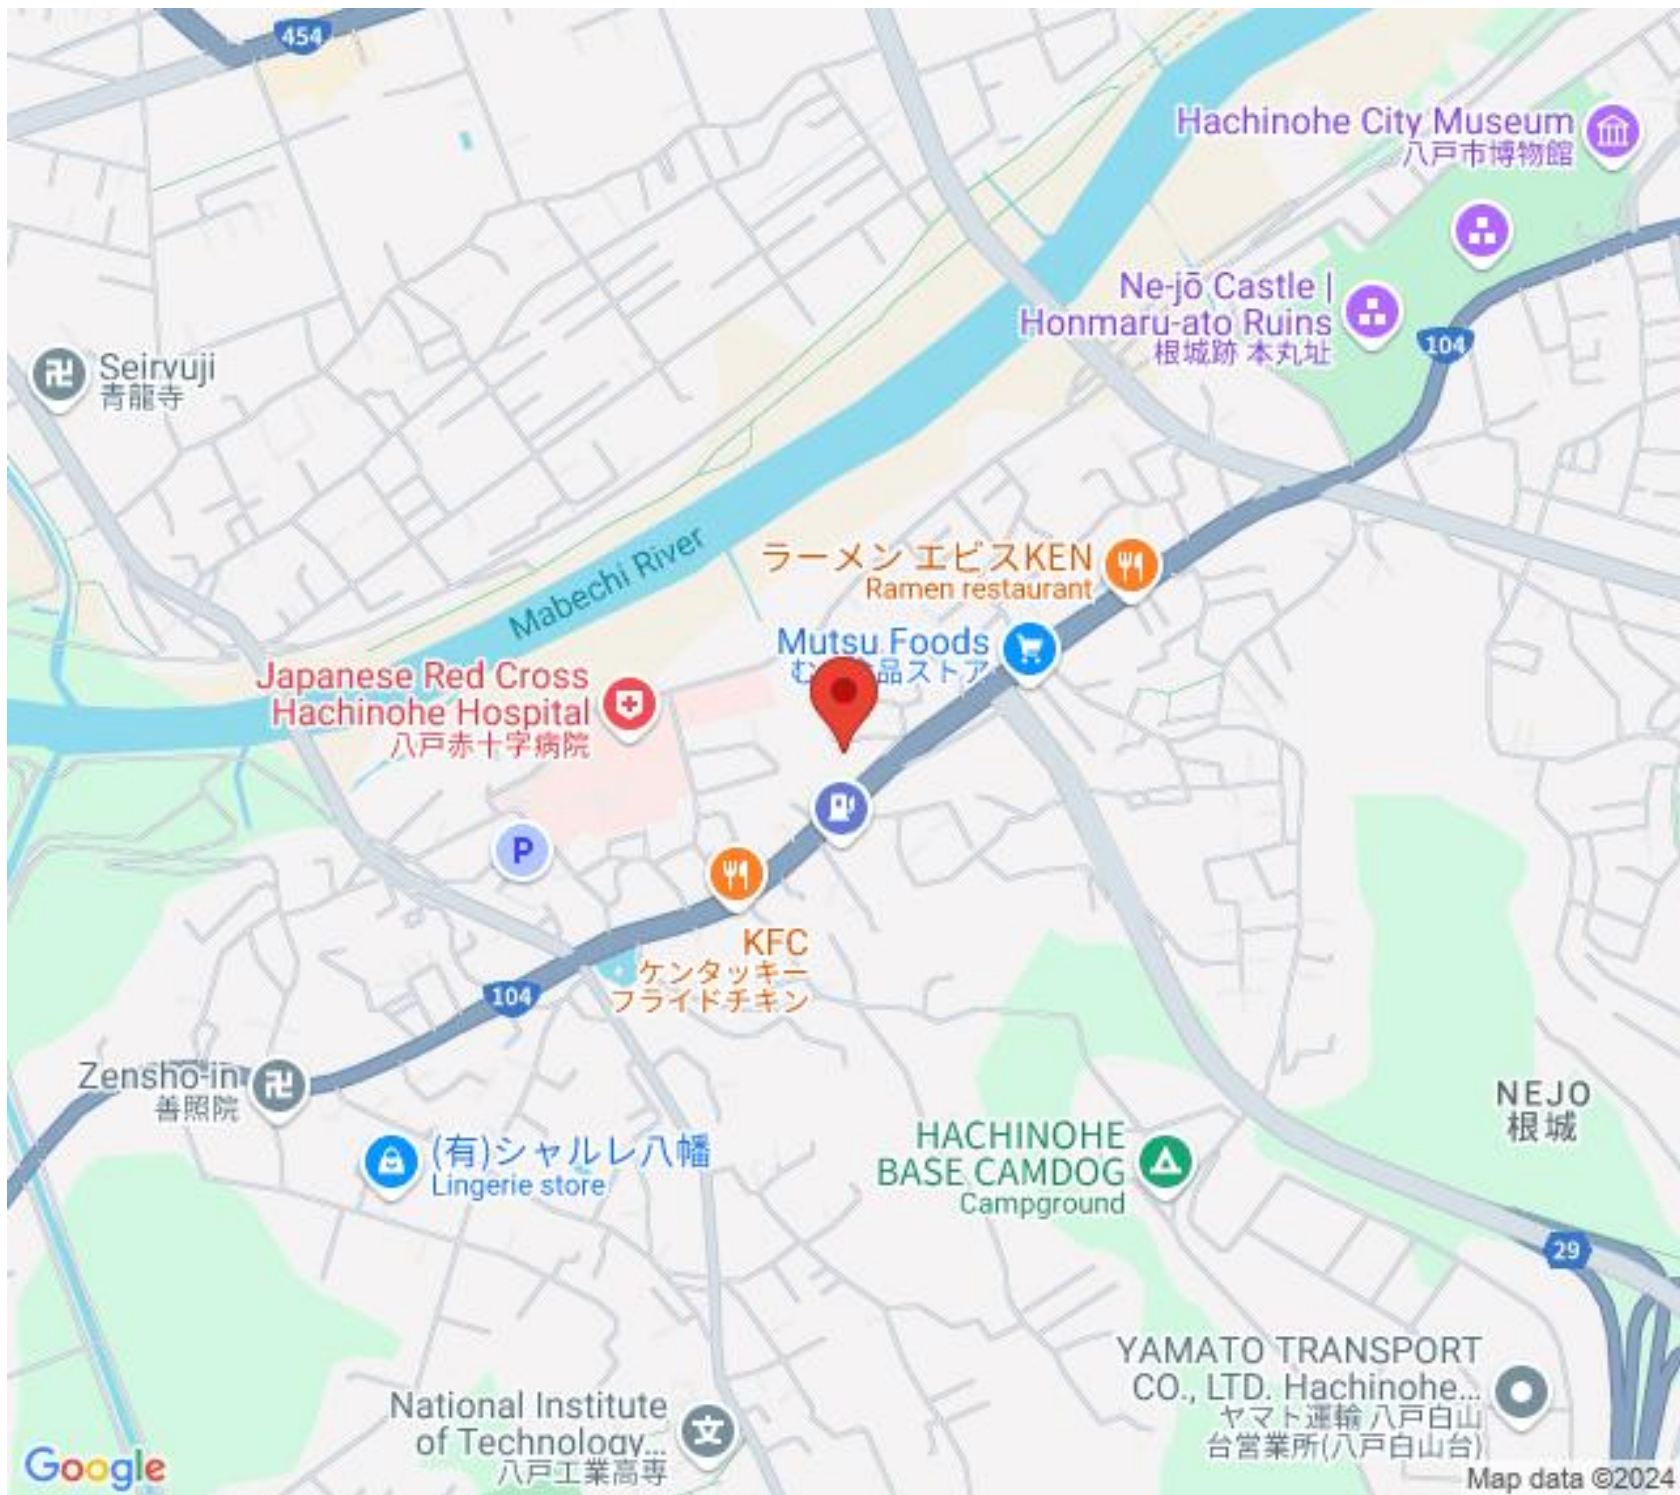 454
Hachinohe City Museum
八戸市博物館
Ne-jō Castle |
Honmaru-ato Ruins
根城跡 本丸址
104
Seiryuji
青龍寺
Mabechi River
ラーメン エビスKEN
Ramen restaurant
Mutsu Foods
む 品ストア
Japanese Red Cross
Hachinohe Hospital
八戸赤十字病院
P
KFC
ケンタッキー
フライドチキン
104
Zensho-in
善照院
NEJO
根城
(有)シャルレ八幡
Lingerie store
HACHINOHE
BASE CAMDOG
Campground
29
YAMATO TRANSPORT
CO., LTD. Hachinohe...
ヤマト運輸 八戸白山
台営業所(八戸白山台)
National Institute
of Technology...
八戸工業高専
文
Google
Map data ©2024